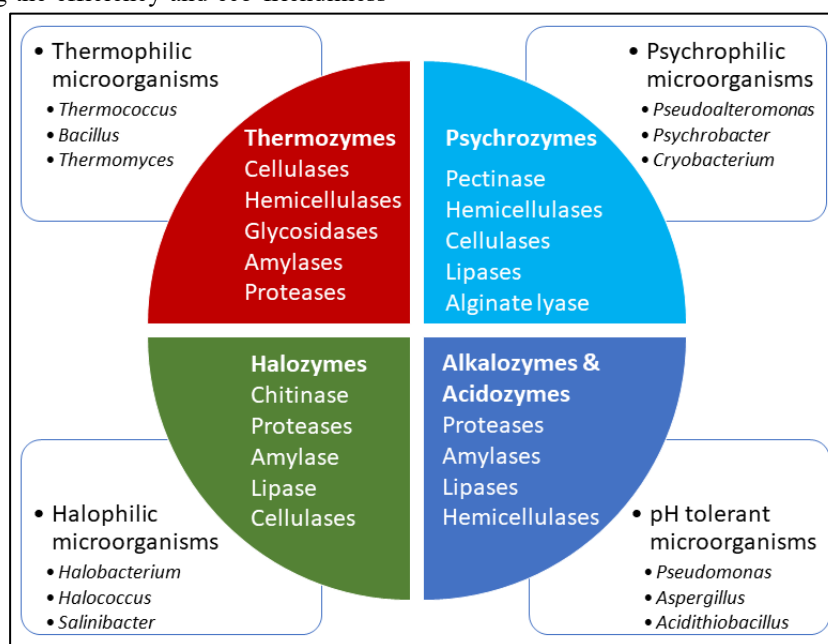 the efficiency and eco-friendliness
• Thermophilic
microorganisms
• Thermococcus
• Bacillus
• Thermomyces
• Psychrophilic
microorganisms
• Pseudoalteromonas
• Psychrobacter
• Cryobacterium
Thermozymes
Cellulases
Hemicellulases
Glycosidases
Amylases
Proteases
Psychrozymes
Pectinase
Hemicellulases
Cellulases
Lipases
Alginate lyase
Halozymes
Chitinase
Proteases
Amylase
Lipase
Cellulases
Alkalozymes &
Acidozymes
Proteases
Amylases
Lipases
Hemicellulases
• Halophilic
microorganisms
• Halobacterium
• Halococcus
• Salinibacter
• pH tolerant
microorganisms
• Pseudomonas
• Aspergillus
• Acidithiobacillus